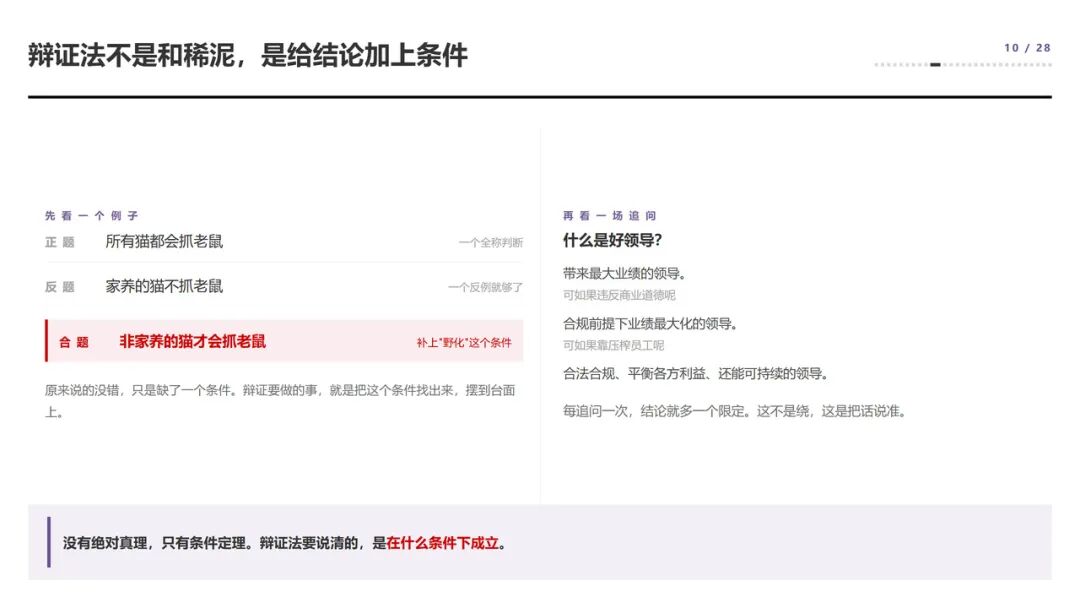 辩证法不是和稀泥，是给结论加上条件
10 / 28
先看一个例子
正题 所有猫都会抓老鼠 一个全称判断
反题 家养的猫不抓老鼠 一个反例就够了
合题 非家养的猫才会抓老鼠 补上"野化"这个条件
原来说的没错，只是缺了一个条件。辩证要做的事，就是把这个条件找出来，摆到台面
上。
再看一场追问
什么是好领导？
带来最大业绩的领导。
可如果违反商业道德呢
合规前提下业绩最大化的领导。
可如果靠压榨员工呢
合法合规、平衡各方利益、还能可持续的领导。
每追问一次，结论就多一个限定。这不是绕，这是把话说准。
没有绝对真理，只有条件定理。辩证法要说清的，是在什么条件下成立。